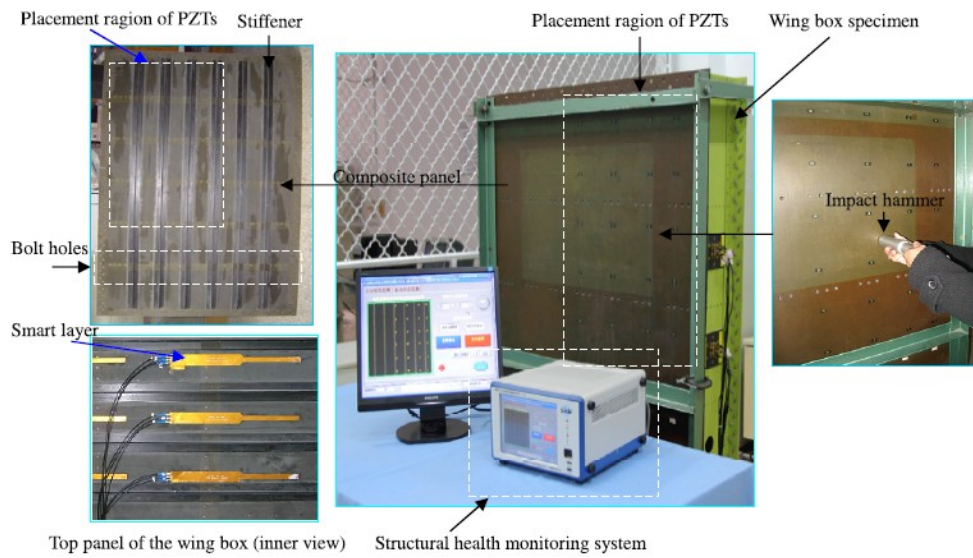 Placement ragion of PZTs
Stiffener
Placement ragion of PZTs
Wing box specimen
Composite panel
Impact hammer
Bolt holes
Smart layer
PHILIPS
Top panel of the wing box (inner view)
Structural health monitoring system